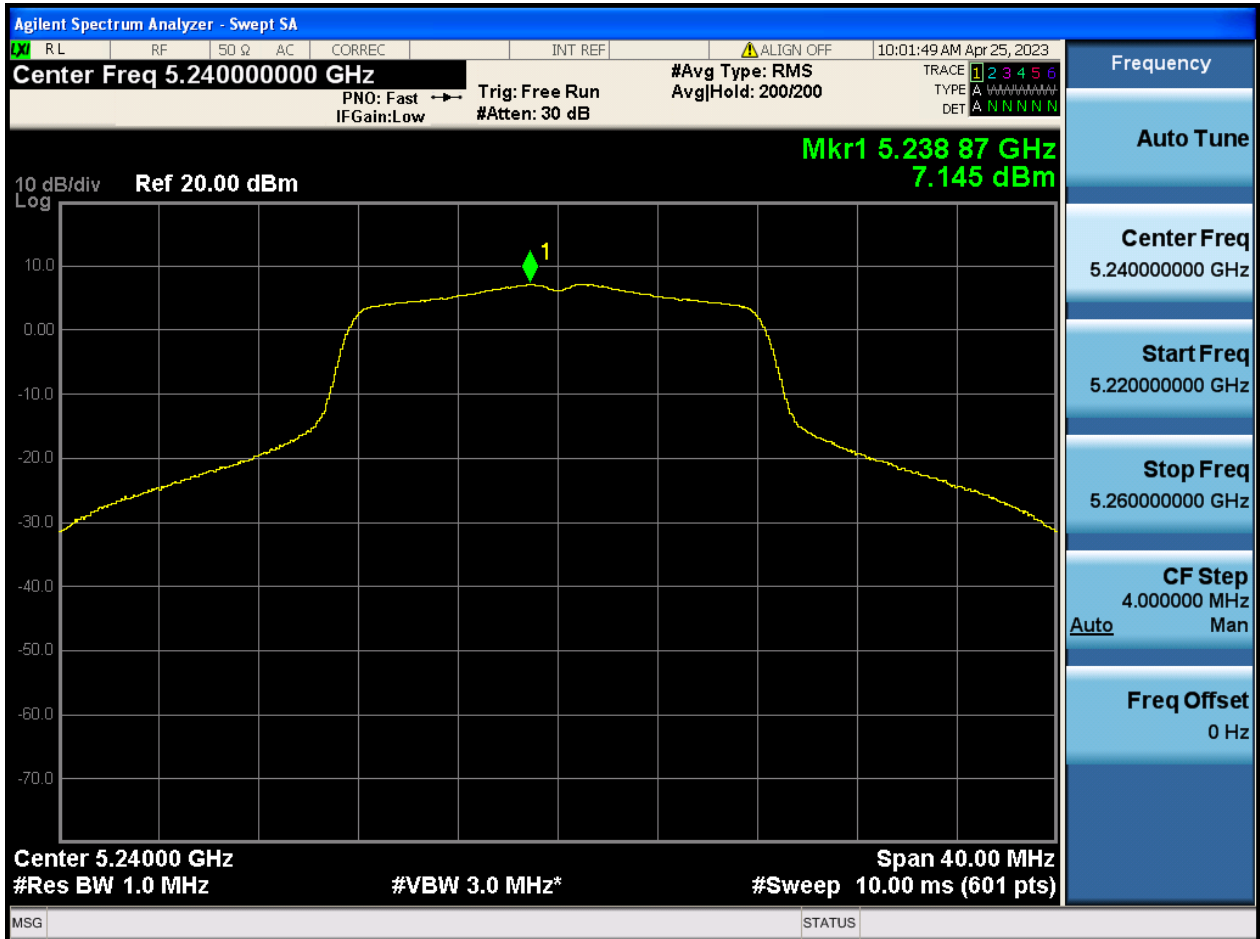 Agilent Spectrum Analyzer - Swept SA
LXI RL RF 50 Ω AC CORREC INT REF ALIGN OFF 10:01:49 AM Apr 25, 2023
Center Freq 5.240000000 GHz
PNO: Fast
IFGain:Low
Trig: Free Run
#Atten: 30 dB
#Avg Type: RMS
Avg|Hold: 200/200
TRACE 1 2 3 4 5 6
TYPE A WWWWW
DET A N N N N N
Mkr1 5.238 87 GHz
7.145 dBm
10 dB/div Ref 20.00 dBm
Log
1
10.0
0.00
-10.0
-20.0
-30.0
-40.0
-50.0
-60.0
-70.0
Center 5.24000 GHz Span 40.00 MHz
#Res BW 1.0 MHz #VBW 3.0 MHz* #Sweep 10.00 ms (601 pts)
MSG STATUS
Frequency
Auto Tune
Center Freq
5.240000000 GHz
Start Freq
5.220000000 GHz
Stop Freq
5.260000000 GHz
CF Step
4.000000 MHz
Auto Man
Freq Offset
0 Hz